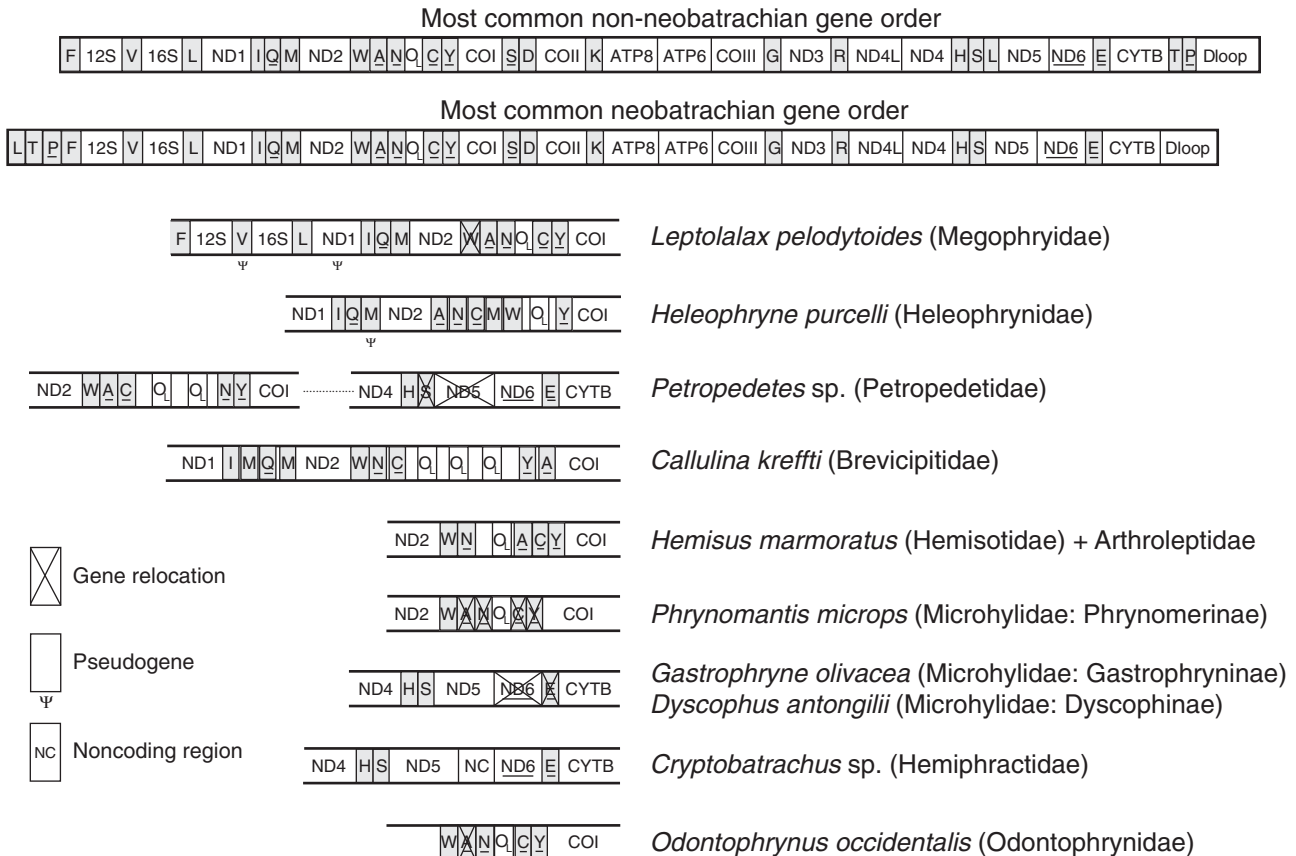 Most common non-neobatrachian gene order
F 12S V 16S L ND1 I Q M ND2 W A N OL C Y COI S D COII K ATP8 ATP6 COIII G ND3 R ND4L ND4 H S L ND5 ND6 E CYTB T P Dloop
Most common neobatrachian gene order
L T P F 12S V 16S L ND1 I Q M ND2 W A N OL C Y COI S D COII K ATP8 ATP6 COIII G ND3 R ND4L ND4 H S ND5 ND6 E CYTB Dloop
F 12S V 16S L ND1 I Q M ND2 W A N OL C Y COI Leptolalax pelodytoides (Megophryidae)
Ψ Ψ
ND1 I Q M ND2 A N C M W OL Y COI Heleophryne purcelli (Heleophrynidae)
Ψ
ND2 W A C OL OL N Y COI ND4 H S ND5 ND6 E CYTB Petropedetes sp. (Petropedetidae)
ND1 I M Q M ND2 W N C OL OL OL Y A COI Callulina kreffti (Brevicipitidae)
ND2 W N OL A C Y COI Hemisus marmoratus (Hemisotidae) + Arthroleptidae
Gene relocation
ND2 W A N OL C Y COI Phrynomantis microps (Microhylidae: Phrynomerinae)
Pseudogene
Ψ
ND4 H S ND5 ND6 E CYTB Gastrophryne olivacea (Microhylidae: Gastrophryninae)
Dyscophus antongilii (Microhylidae: Dyscophinae)
NC Noncoding region
ND4 H S ND5 NC ND6 E CYTB Cryptobatrachus sp. (Hemiphractidae)
W A N OL C Y COI Odontophrynus occidentalis (Odontophrynidae)